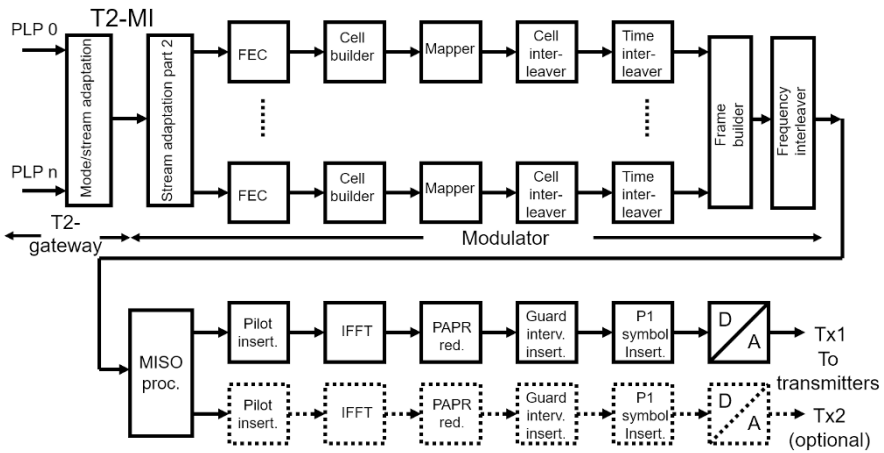 T2-MI
PLP 0
Mode/stream adaptation
Stream adaptation part 2
FEC
Cell
builder
Mapper
Cell
inter-
leaver
Time
inter-
leaver
Frame
builder
Frequency
interleaver
PLP n
FEC
Cell
builder
Mapper
Cell
inter-
leaver
Time
inter-
leaver
T2-
gateway
Modulator
MISO
proc.
Pilot
insert.
IFFT
PAPR
red.
Guard
interv.
insert.
P1
symbol
Insert.
D
A
Tx1
To
transmitters
Pilot
insert.
IFFT
PAPR
red.
Guard
interv.
insert.
P1
symbol
Insert.
D
A
Tx2
(optional)